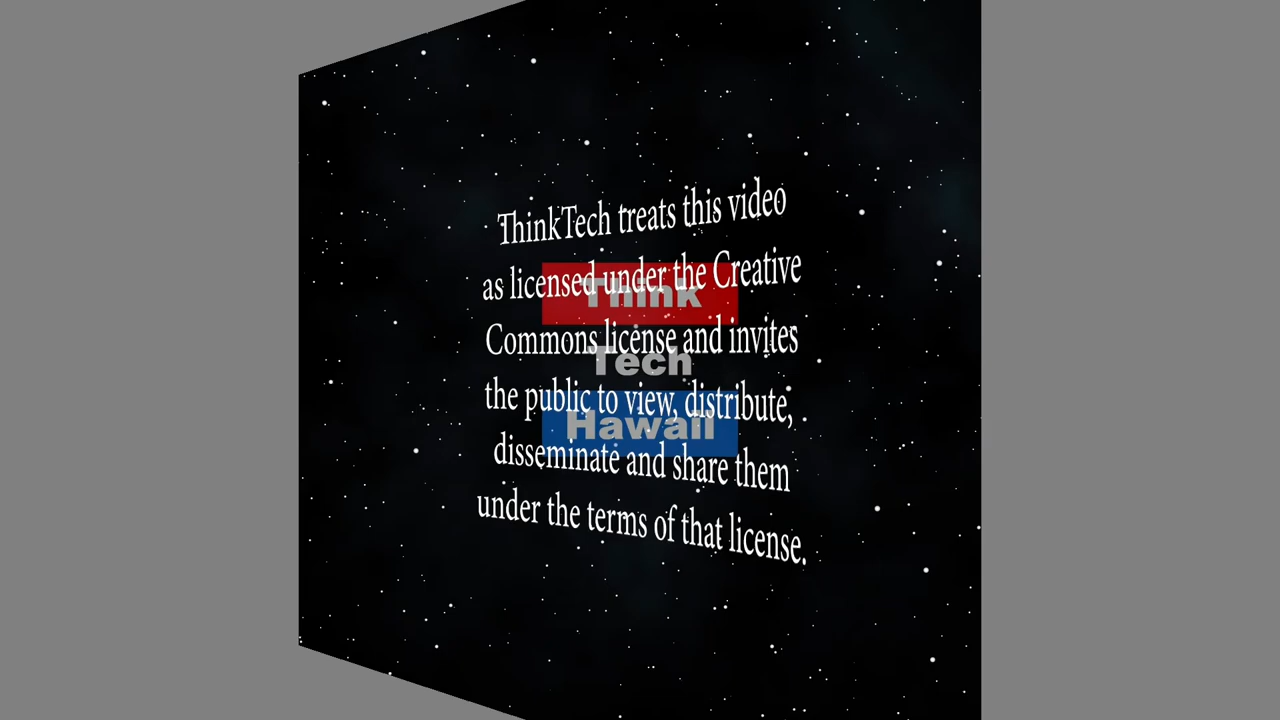 ThinkTech treats this video
as licensed under the Creative
Think
Commons license and invites
Tech
the public to view, distribute,
Hawaii
disseminate and share them
under the terms of that license.